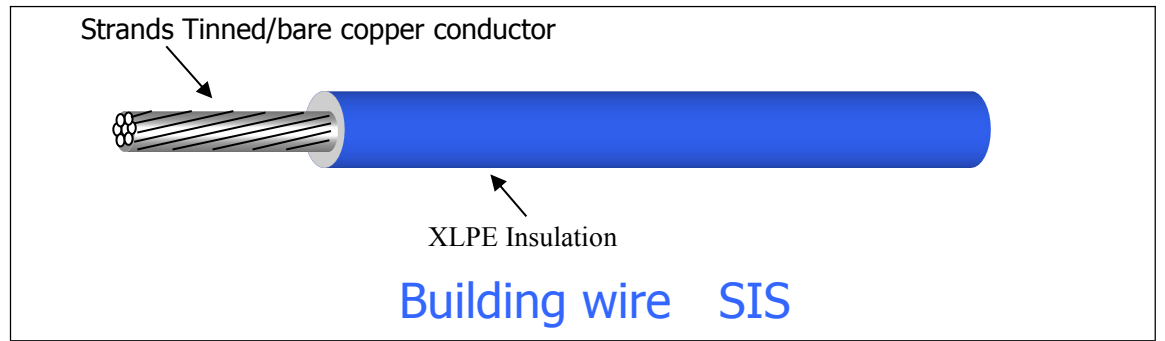 Strands Tinned/bare copper conductor
XLPE Insulation
Building wire SIS